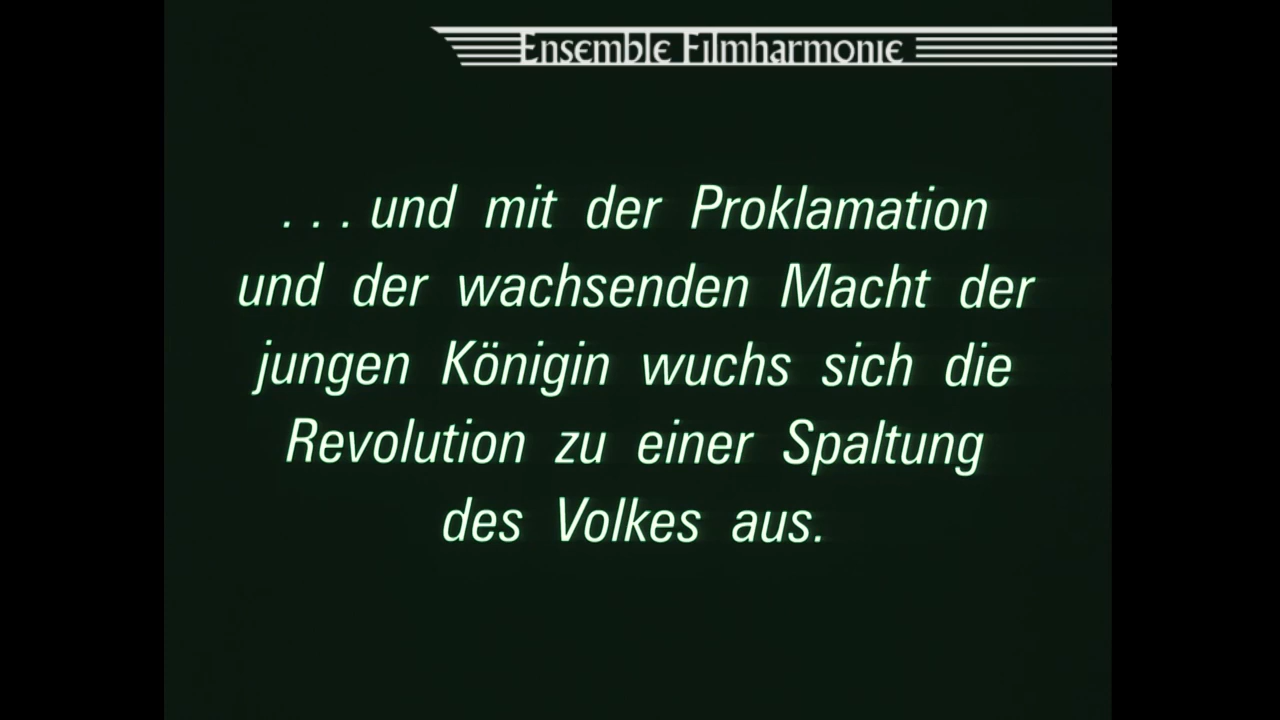 Ensemble Filmharmonie
. . . und mit der Proklamation
und der wachsenden Macht der
jungen Königin wuchs sich die
Revolution zu einer Spaltung
des Volkes aus.